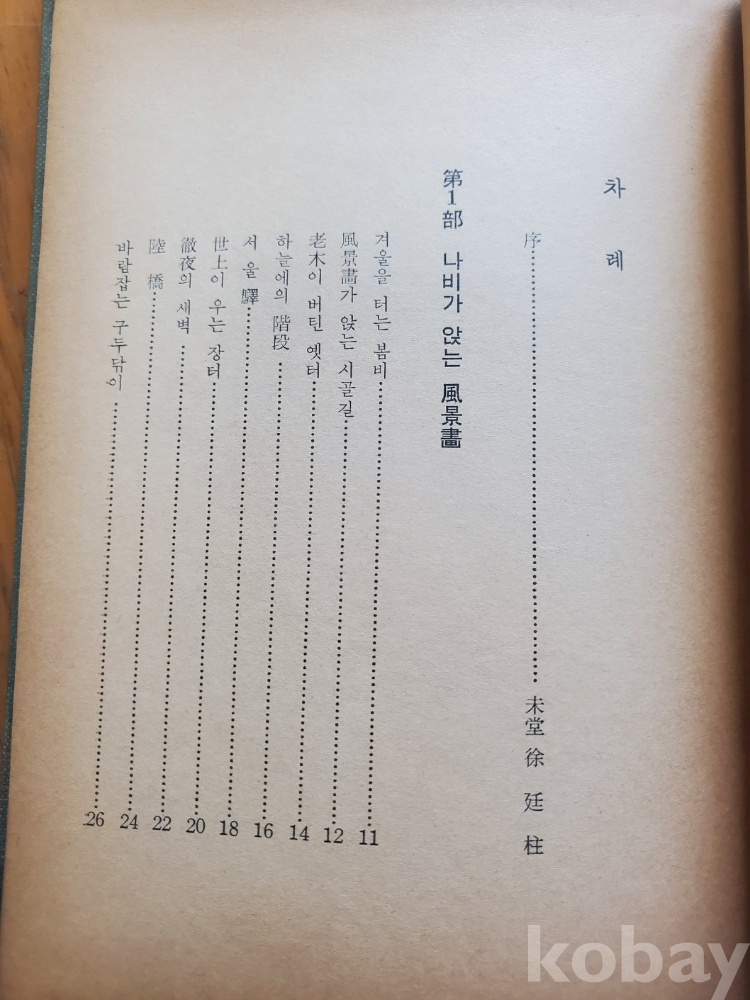 차 례
序 未堂 徐 廷 柱
第1部 나비가 앉는 風景畫
겨울을 터는 봄비 11
風景畫가 앉는 시골길 12
老木이 버틴 옛터 14
하늘에의 階段 16
서 울 驛 18
世上이 우는 장터 20
澈夜의 새벽 22
陸 橋 24
바람잡는 구두닦이 26
kobay